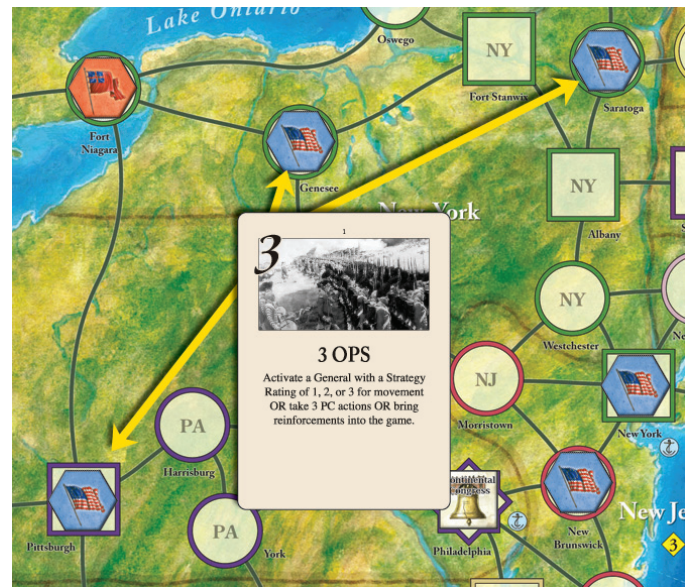 Lake Ontario
Oswego
NY
Fort Stanwix
Saratoga
Fort
Niagara
Genesee
New York
NY
Albany
1
3
3 OPS
Activate a General with a Strategy
Rating of 1, 2, or 3 for movement
OR take 3 PC actions OR bring
reinforcements into the game.
NY
Westchester
NJ
Morristown
New York
PA
Harrisburg
Continental
Congress
Pittsburgh
PA
York
Philadelphia
New
Brunswick
New Je
3